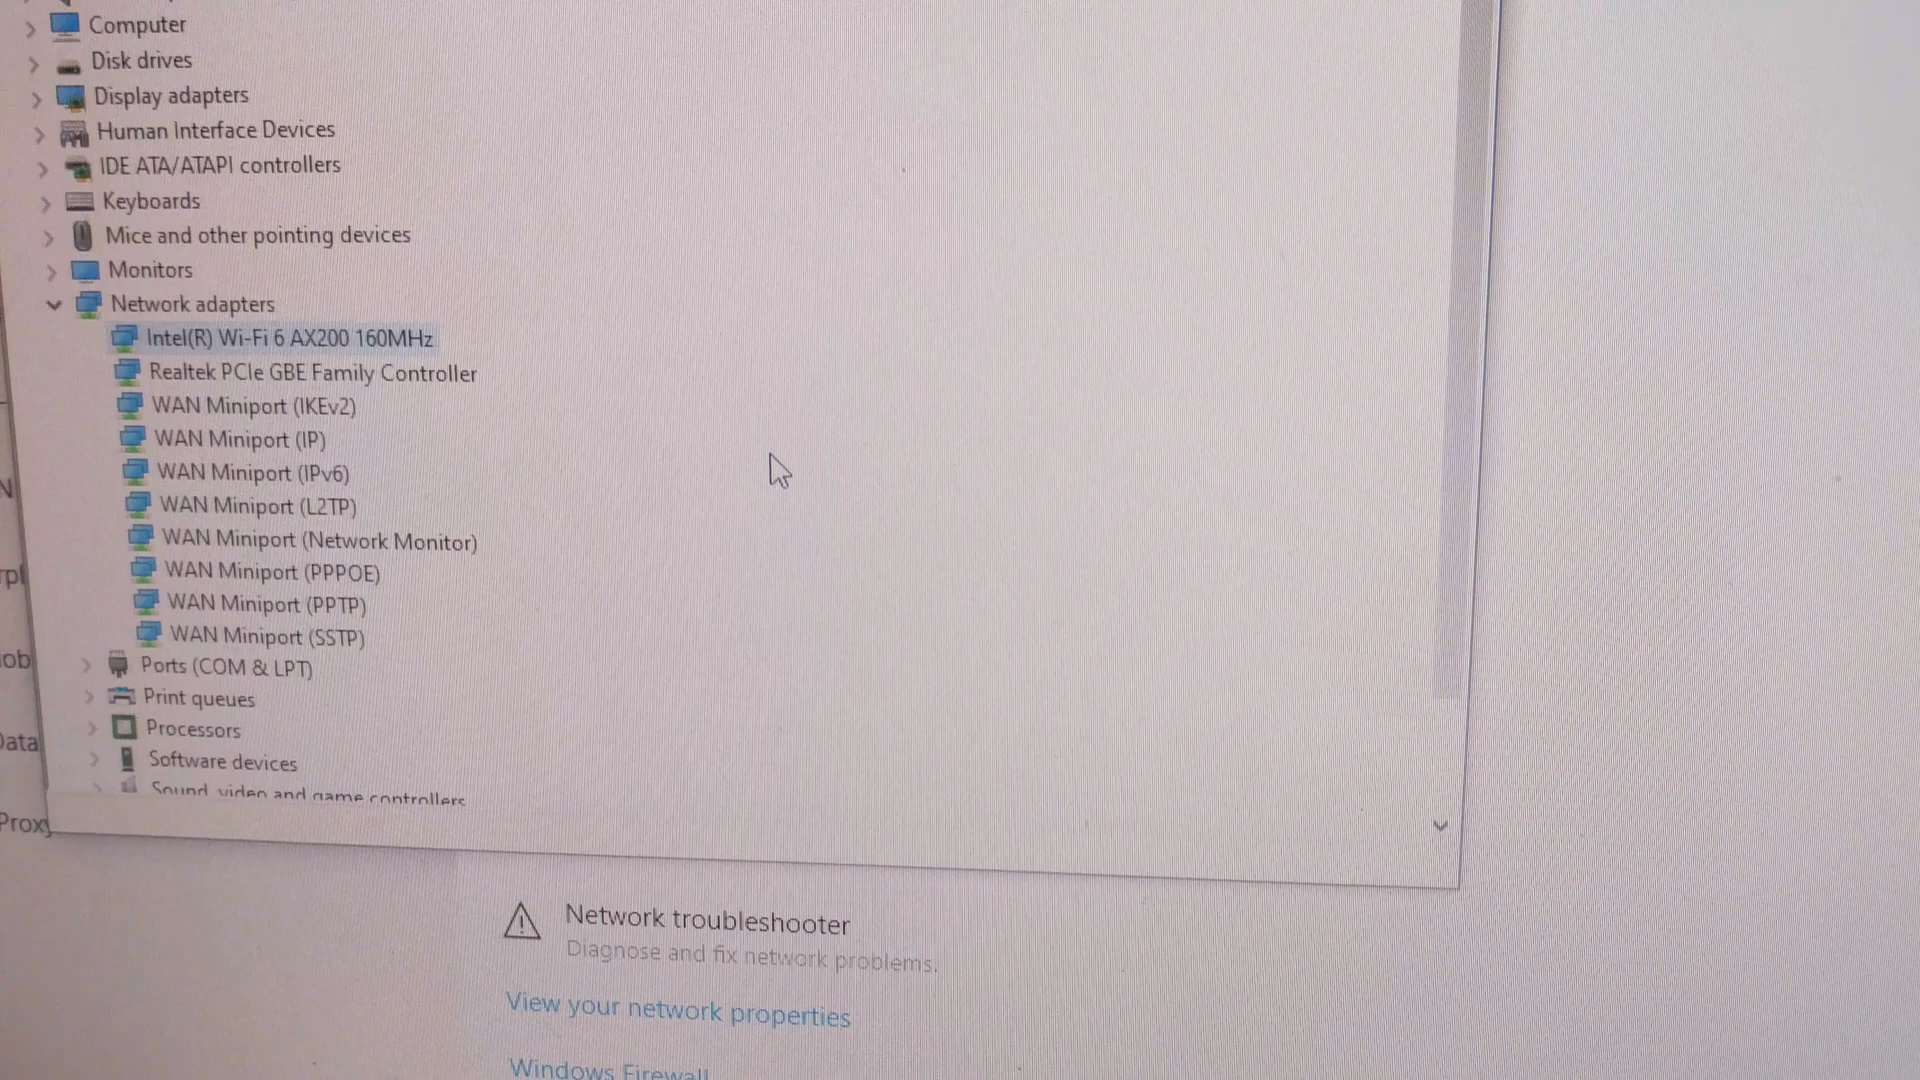 Computer
Disk drives
Display adapters
Human Interface Devices
IDE ATA/ATAPI controllers
Keyboards
Mice and other pointing devices
Monitors
Network adapters
Intel(R) Wi-Fi 6 AX200 160MHz
Realtek PCIe GBE Family Controller
WAN Miniport (IKEv2)
WAN Miniport (IP)
WAN Miniport (IPv6)
WAN Miniport (L2TP)
WAN Miniport (Network Monitor)
WAN Miniport (PPPOE)
WAN Miniport (PPTP)
WAN Miniport (SSTP)
Ports (COM & LPT)
Print queues
Processors
Software devices
Sound, video and game controllers
Proxy
Network troubleshooter
Diagnose and fix network problems.
View your network properties
Windows Firewall